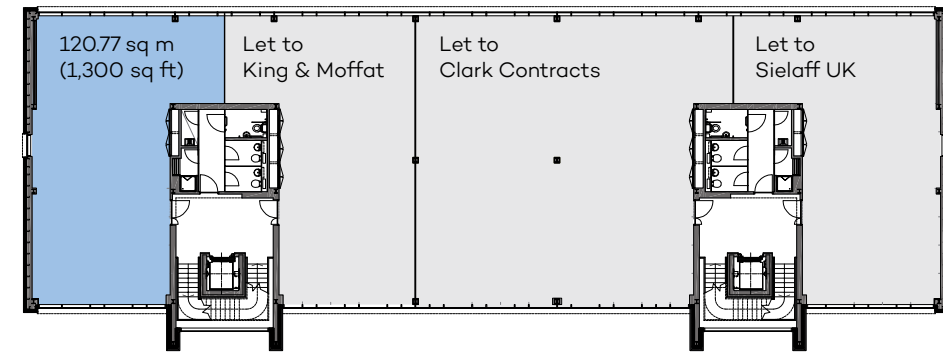 120.77 sq m
(1,300 sq ft)
Let to
King & Moffat
Let to
Clark Contracts
Let to
Sielaff UK